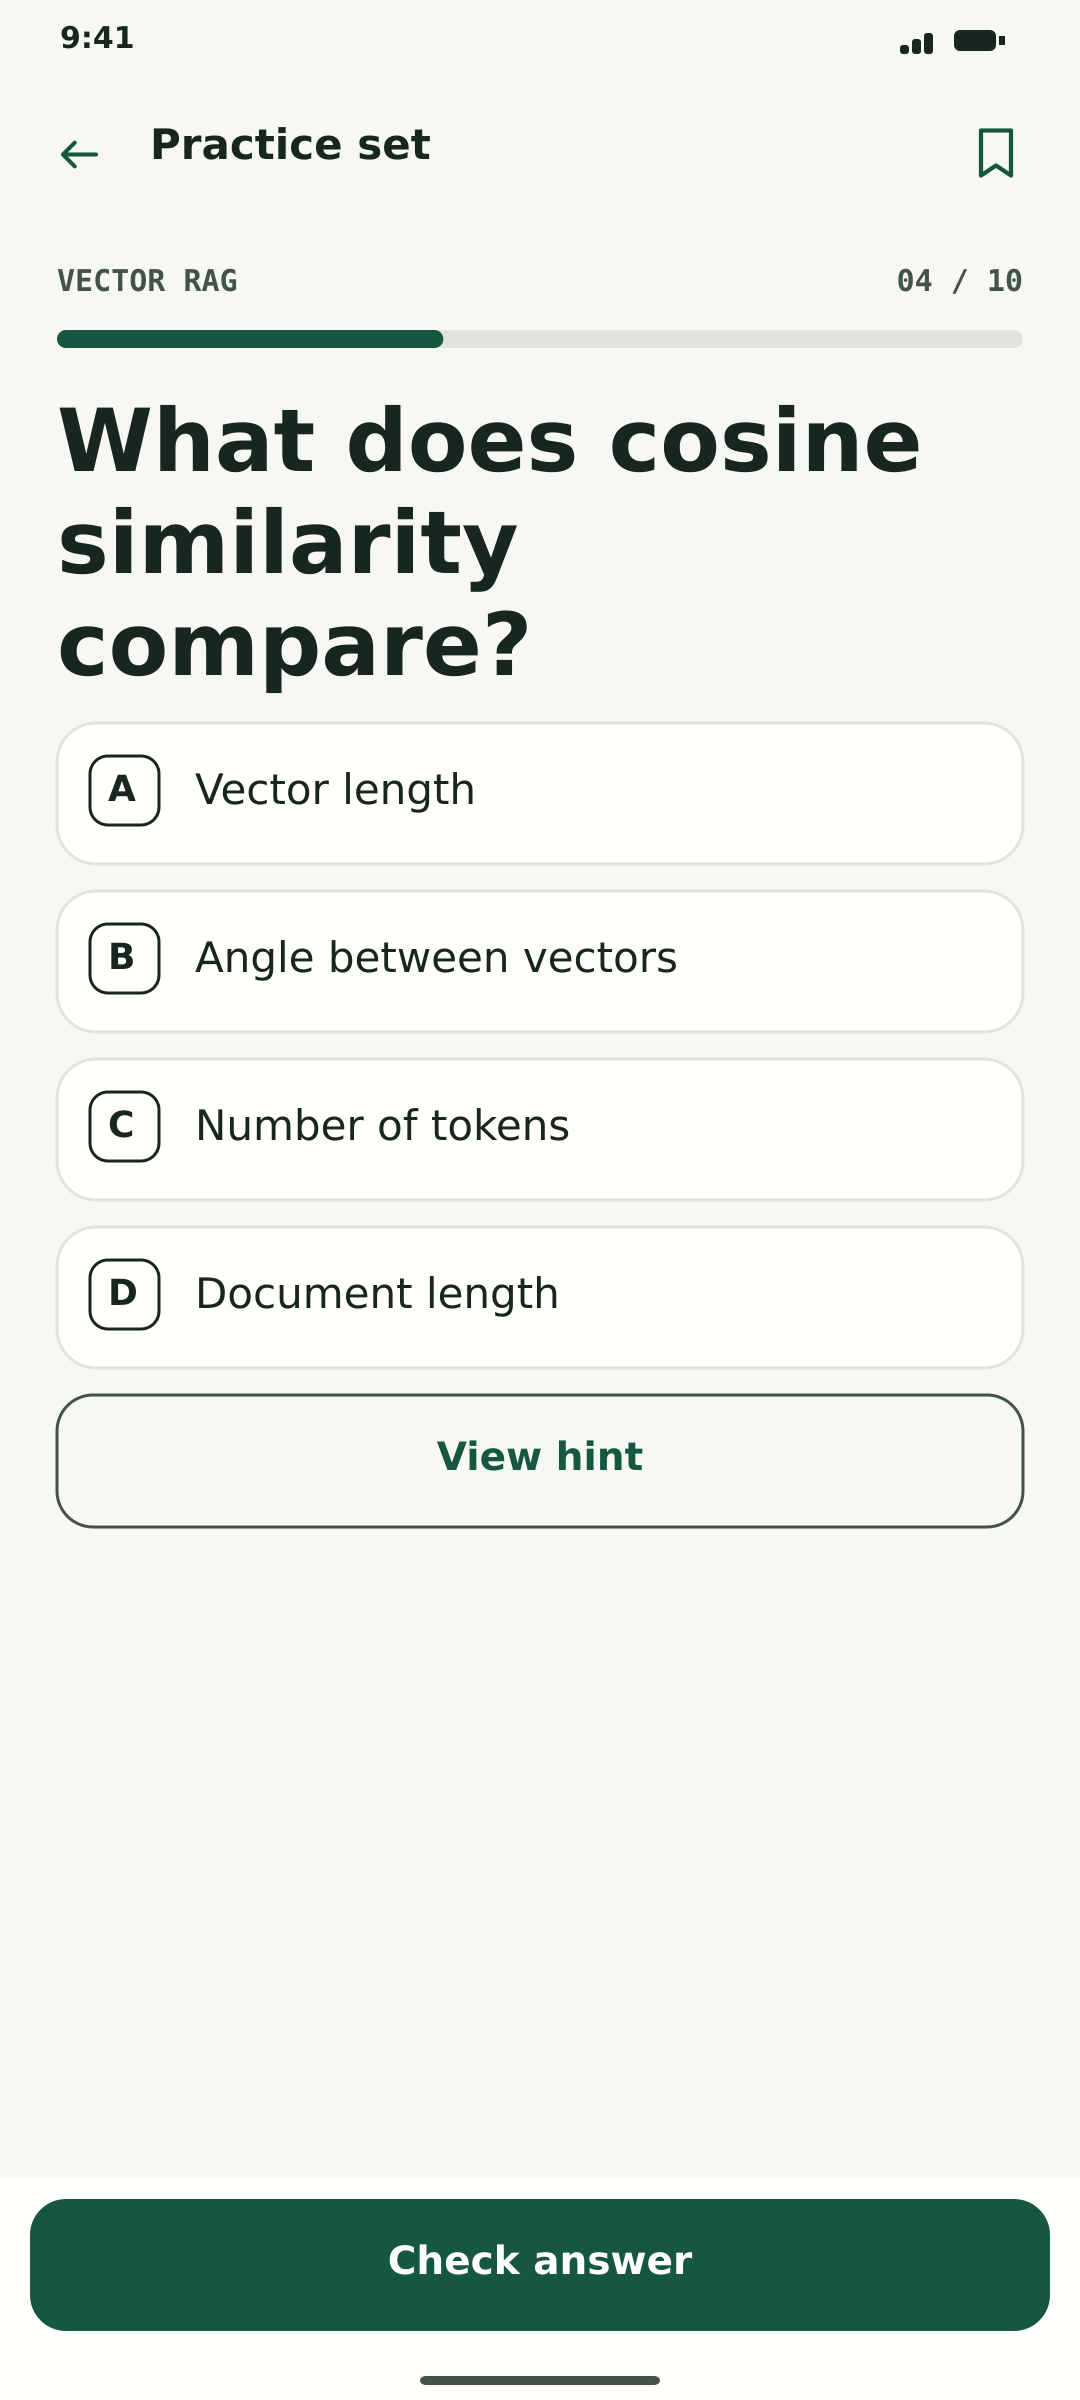 9:41
Practice set
VECTOR RAG
04 / 10
What does cosine
similarity
compare?
A
Vector length
B
Angle between vectors
C
Number of tokens
D
Document length
View hint
Check answer